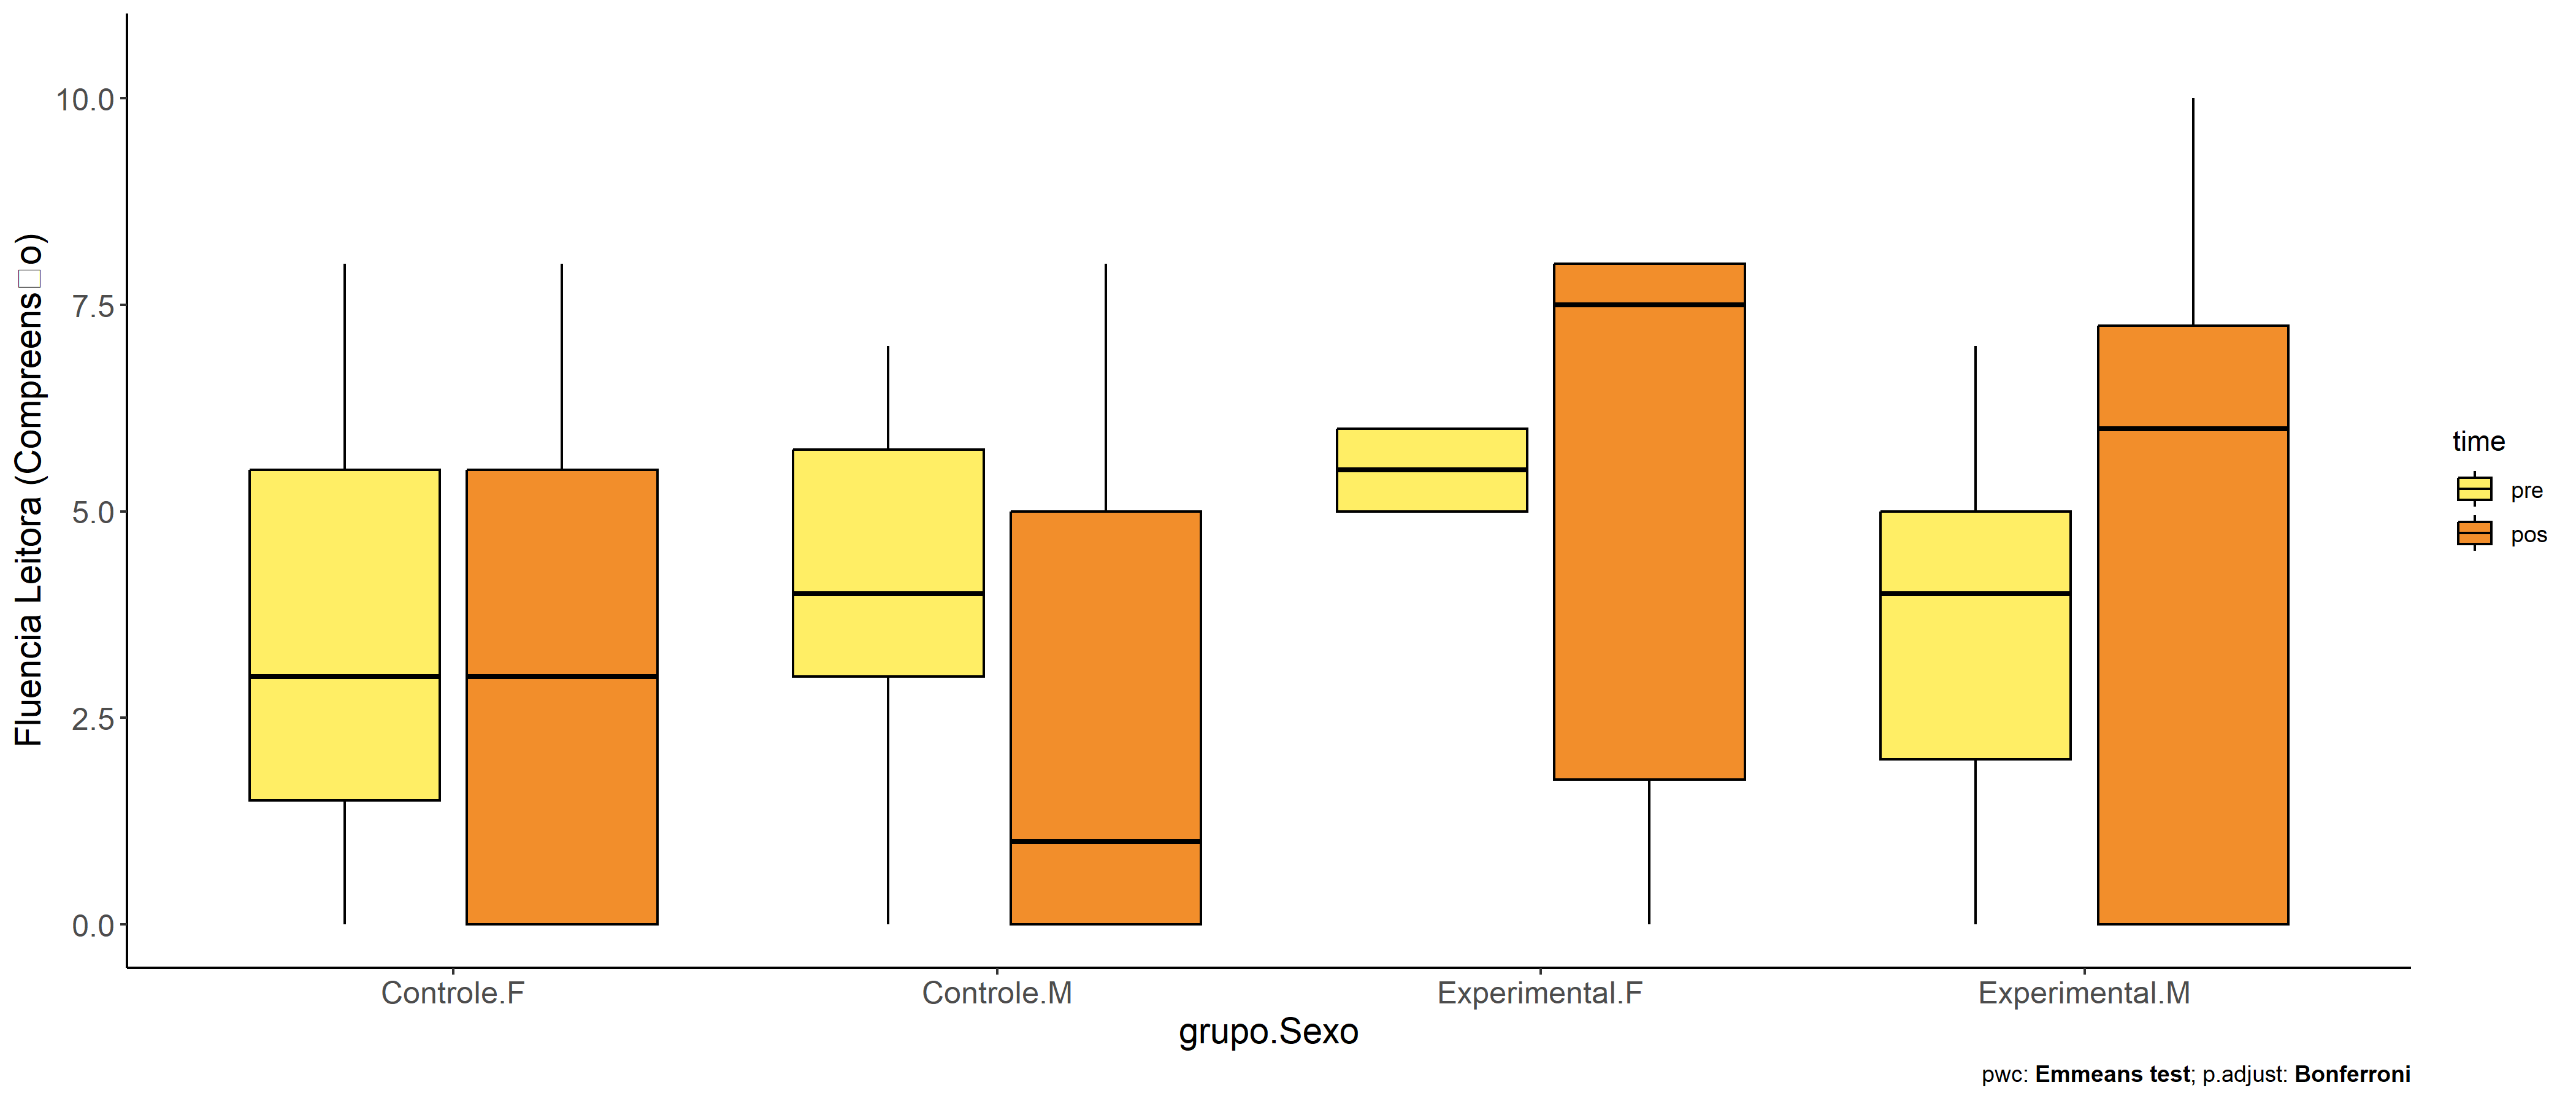 Fluencia Leitora (Compreens□o)
10.0
7.5
5.0
2.5
0.0
Controle.F
Controle.M
Experimental.F
Experimental.M
grupo.Sexo
time
pre
pos
pwc: Emmeans test; p.adjust: Bonferroni